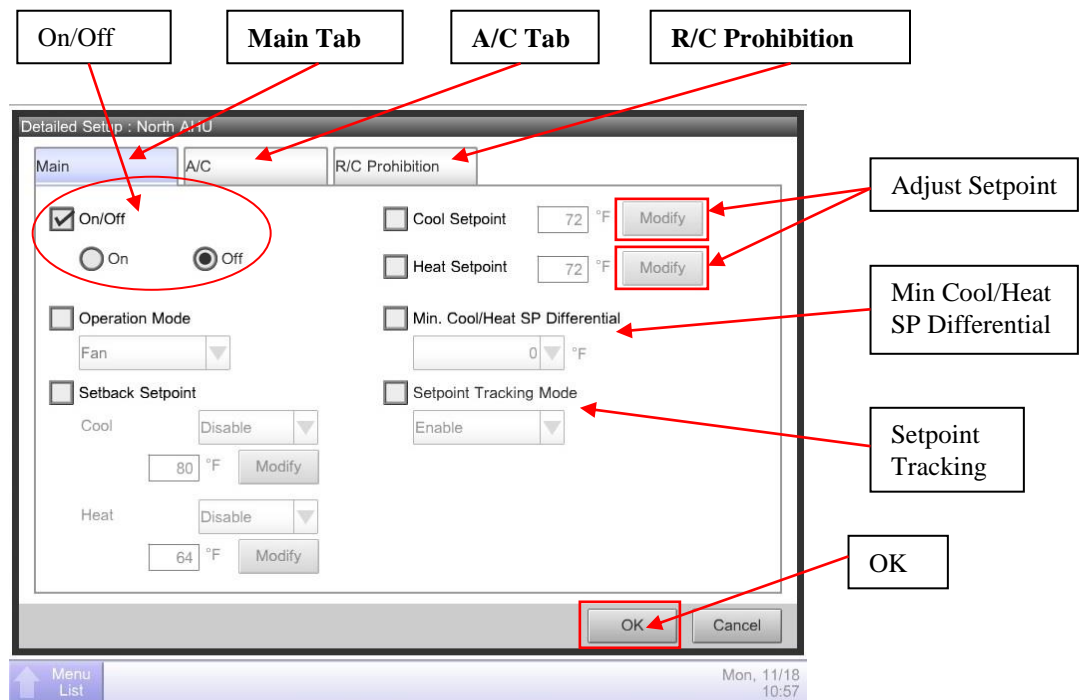 On/Off
Main Tab
A/C Tab
R/C Prohibition
Detailed Setup : North AHU
Main
A/C
R/C Prohibition
On/Off
On
Off
Cool Setpoint
72 °F
Modify
Heat Setpoint
72 °F
Modify
Adjust Setpoint
Operation Mode
Fan
Min. Cool/Heat SP Differential
0 °F
Min Cool/Heat
SP Differential
Setback Setpoint
Cool
Disable
80 °F
Modify
Heat
Disable
64 °F
Modify
Setpoint Tracking Mode
Enable
Setpoint
Tracking
OK
OK
Cancel
Menu
List
Mon, 11/18
10:57